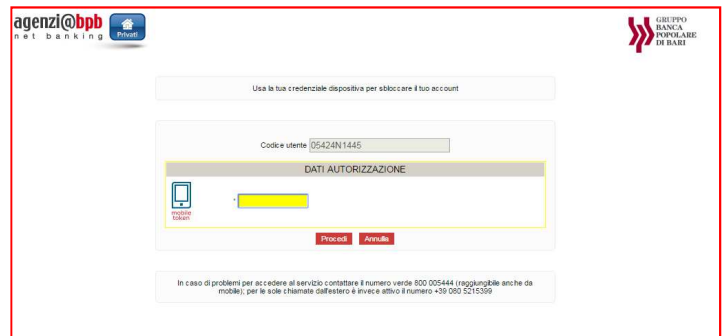 agenzi@bpb
net banking
Privati
GRUPPO
BANCA
POPOLARE
DI BARI
Usa la tua credenziale dispositiva per sbloccare il tuo account
Codice utente 05424N1445
DATI AUTORIZZAZIONE
*
mobile
token
Procedi Annulla
In caso di problemi per accedere al servizio contattare il numero verde 800 005444 (raggiungibile anche da
mobile); per le sole chiamate dall'estero è invece attivo il numero +39 080 5215399